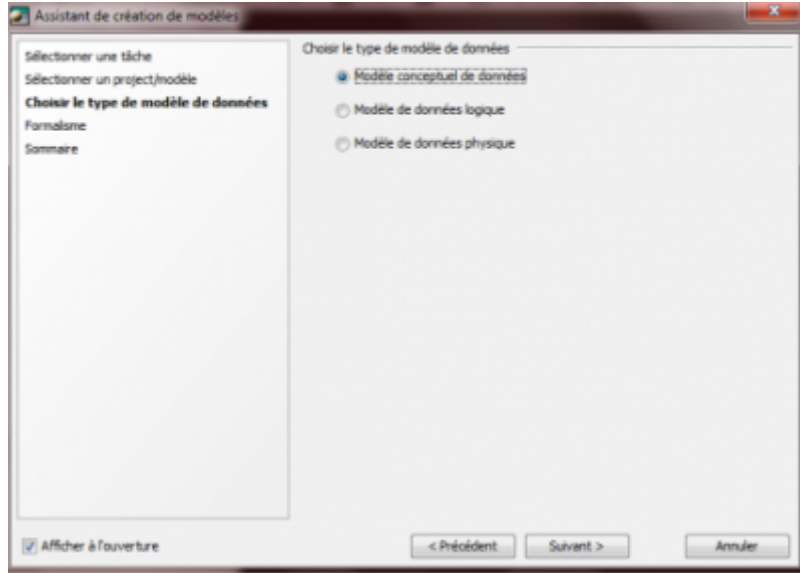 Assistant de création de modèles
Sélectionner une tâche
Sélectionner un project/modèle
Choisir le type de modèle de données
Formalisme
Sommaire
Choisir le type de modèle de données
Modèle conceptuel de données
Modèle de données logique
Modèle de données physique
Afficher à l'ouverture
< Précédent
Suivant >
Annuler